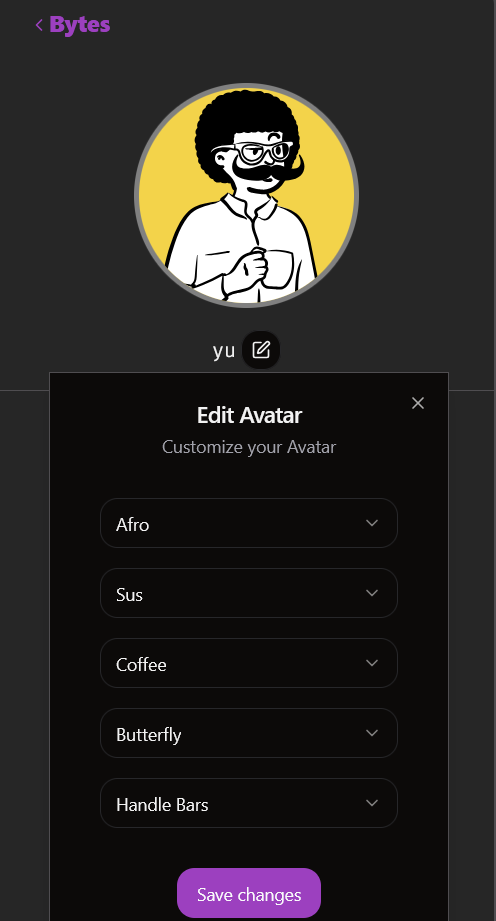 Bytes
yu
Edit Avatar
Customize your Avatar
Afro
Sus
Coffee
Butterfly
Handle Bars
Save changes